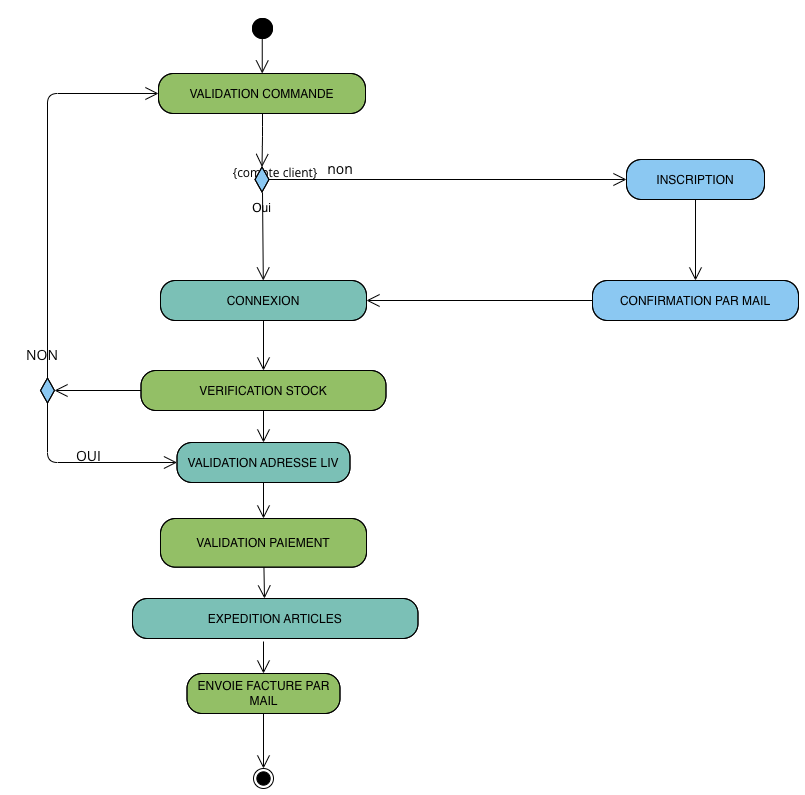 VALIDATION COMMANDE
{compte client}
non
INSCRIPTION
Oui
CONNEXION
CONFIRMATION PAR MAIL
NON
VERIFICATION STOCK
OUI
VALIDATION ADRESSE LIV
VALIDATION PAIEMENT
EXPEDITION ARTICLES
ENVOIE FACTURE PAR
MAIL